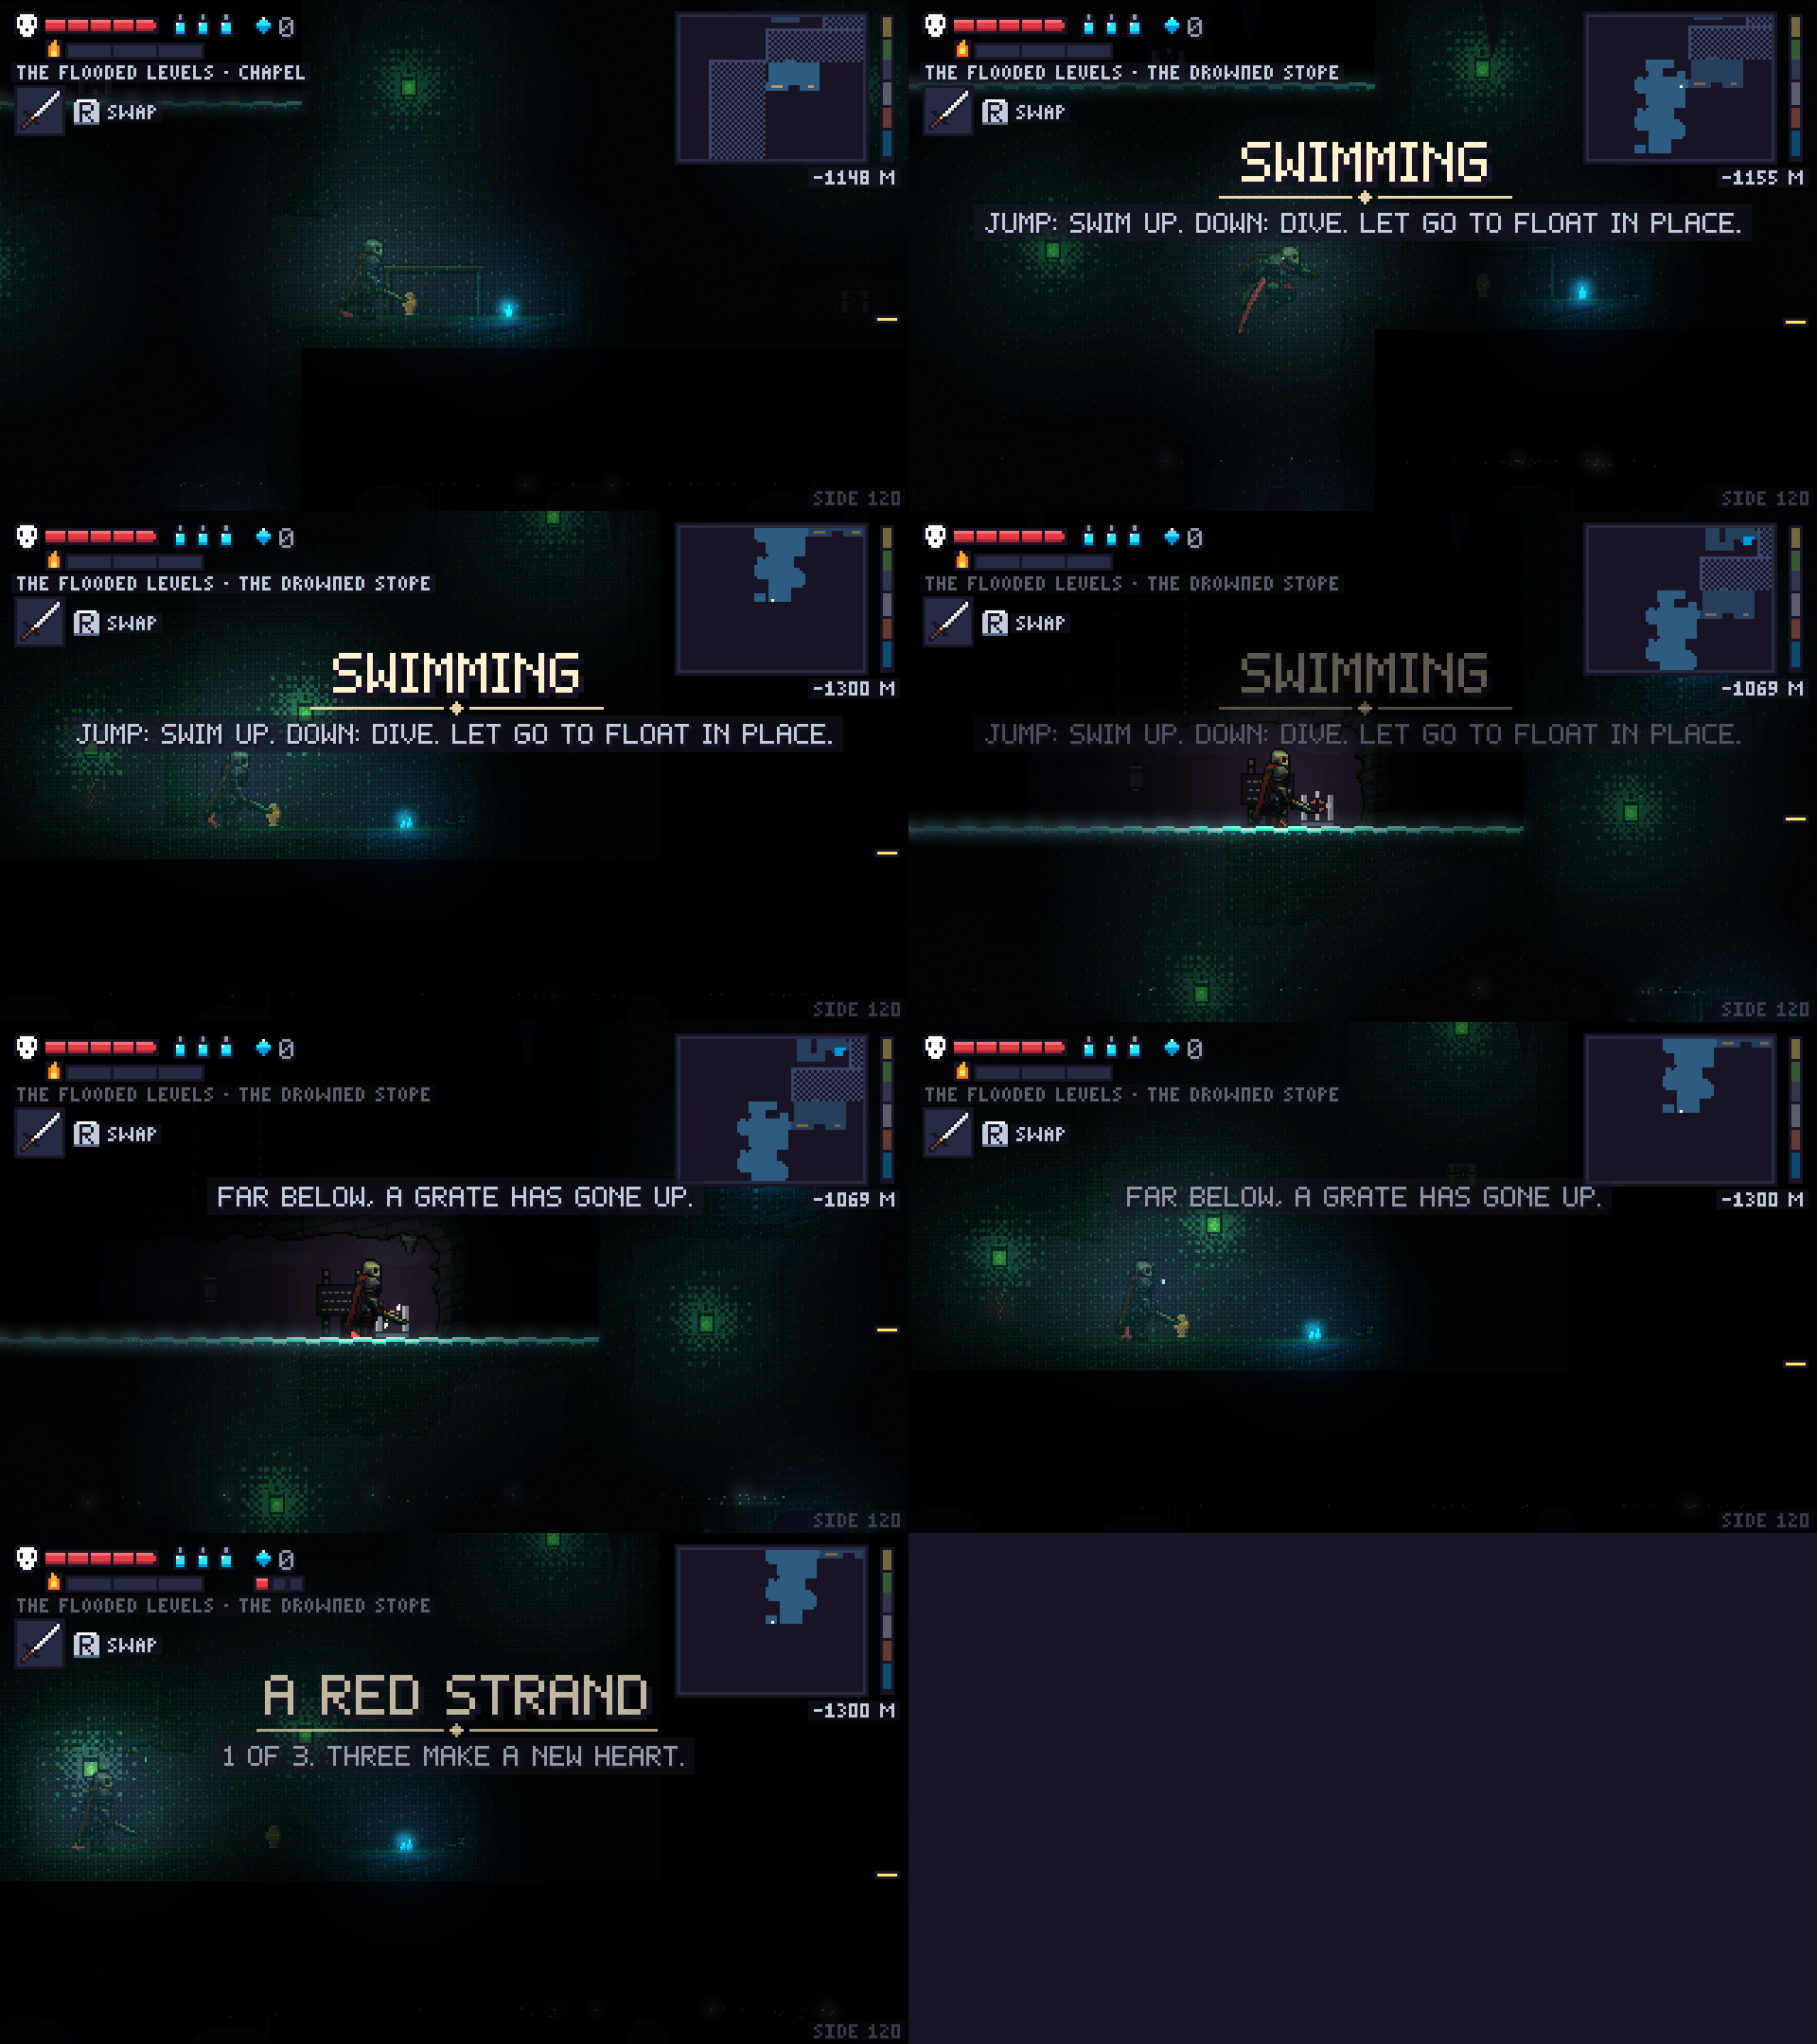 0
THE FLOODED LEVELS · CHAPEL
R SWAP
-1148 M
SIDE 120
0
THE FLOODED LEVELS · THE DROWNED STOPE
R SWAP
-1155 M
SWIMMING
JUMP: SWIM UP. DOWN: DIVE. LET GO TO FLOAT IN PLACE.
SIDE 120
0
THE FLOODED LEVELS · THE DROWNED STOPE
R SWAP
-1300 M
SWIMMING
JUMP: SWIM UP. DOWN: DIVE. LET GO TO FLOAT IN PLACE.
SIDE 120
0
THE FLOODED LEVELS · THE DROWNED STOPE
R SWAP
-1069 M
SWIMMING
JUMP: SWIM UP. DOWN: DIVE. LET GO TO FLOAT IN PLACE.
SIDE 120
0
THE FLOODED LEVELS · THE DROWNED STOPE
R SWAP
FAR BELOW, A GRATE HAS GONE UP.
-1069 M
SIDE 120
0
THE FLOODED LEVELS · THE DROWNED STOPE
R SWAP
FAR BELOW, A GRATE HAS GONE UP.
-1300 M
SIDE 120
0
THE FLOODED LEVELS · THE DROWNED STOPE
R SWAP
A RED STRAND
-1300 M
1 OF 3. THREE MAKE A NEW HEART.
SIDE 120